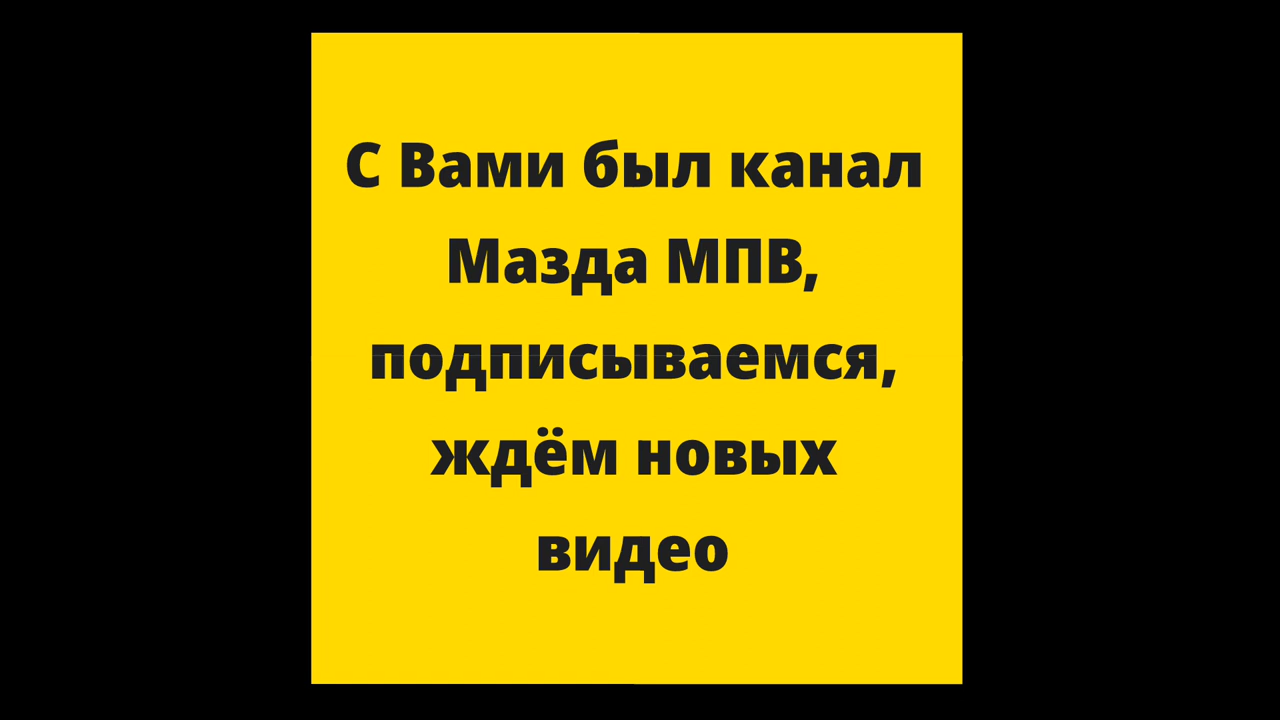 С Вами был канал
Мазда МПВ,
подписываемся,
ждём новых
видео